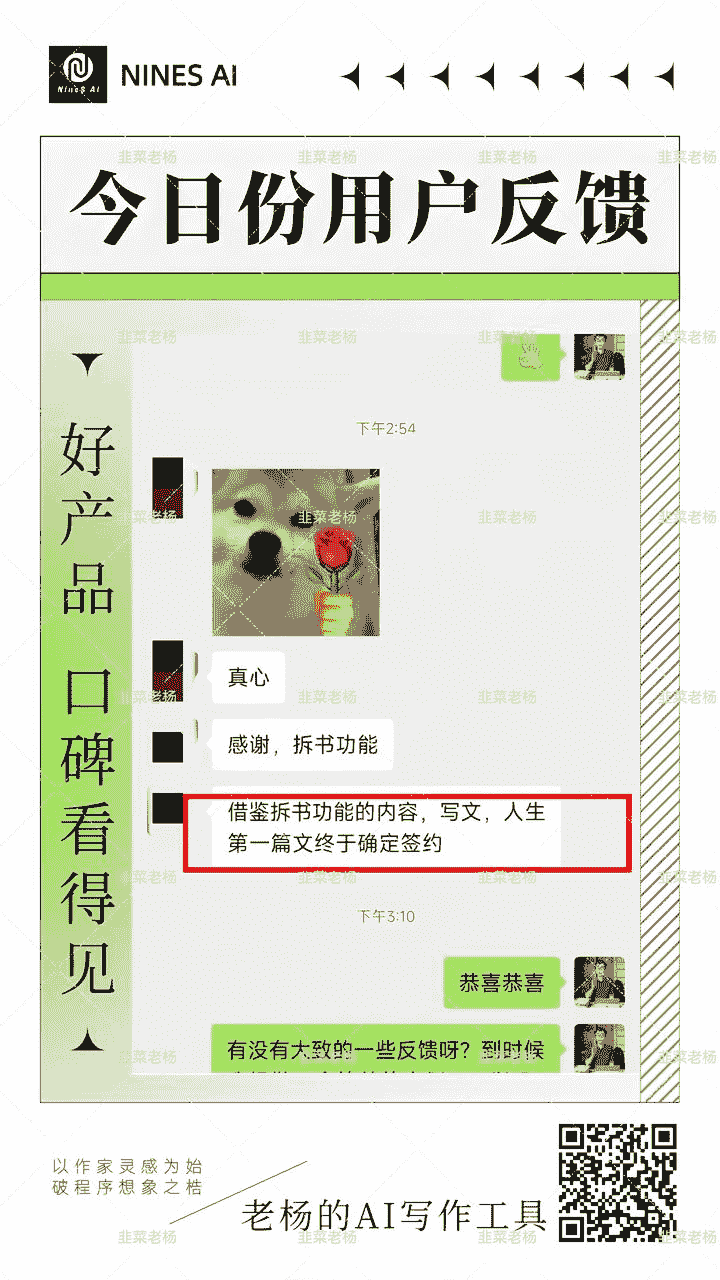 NINES AI
NinesAI
今日份用户反馈
好产品 口碑看得见
下午2:54
真心
感谢，拆书功能
借鉴拆书功能的内容，写文，人生
第一篇文终于确定签约
下午3:10
恭喜恭喜
有没有大致的一些反馈呀？到时候
以作家灵感为始
破程序想象之梏
老杨的AI写作工具
韭菜老杨